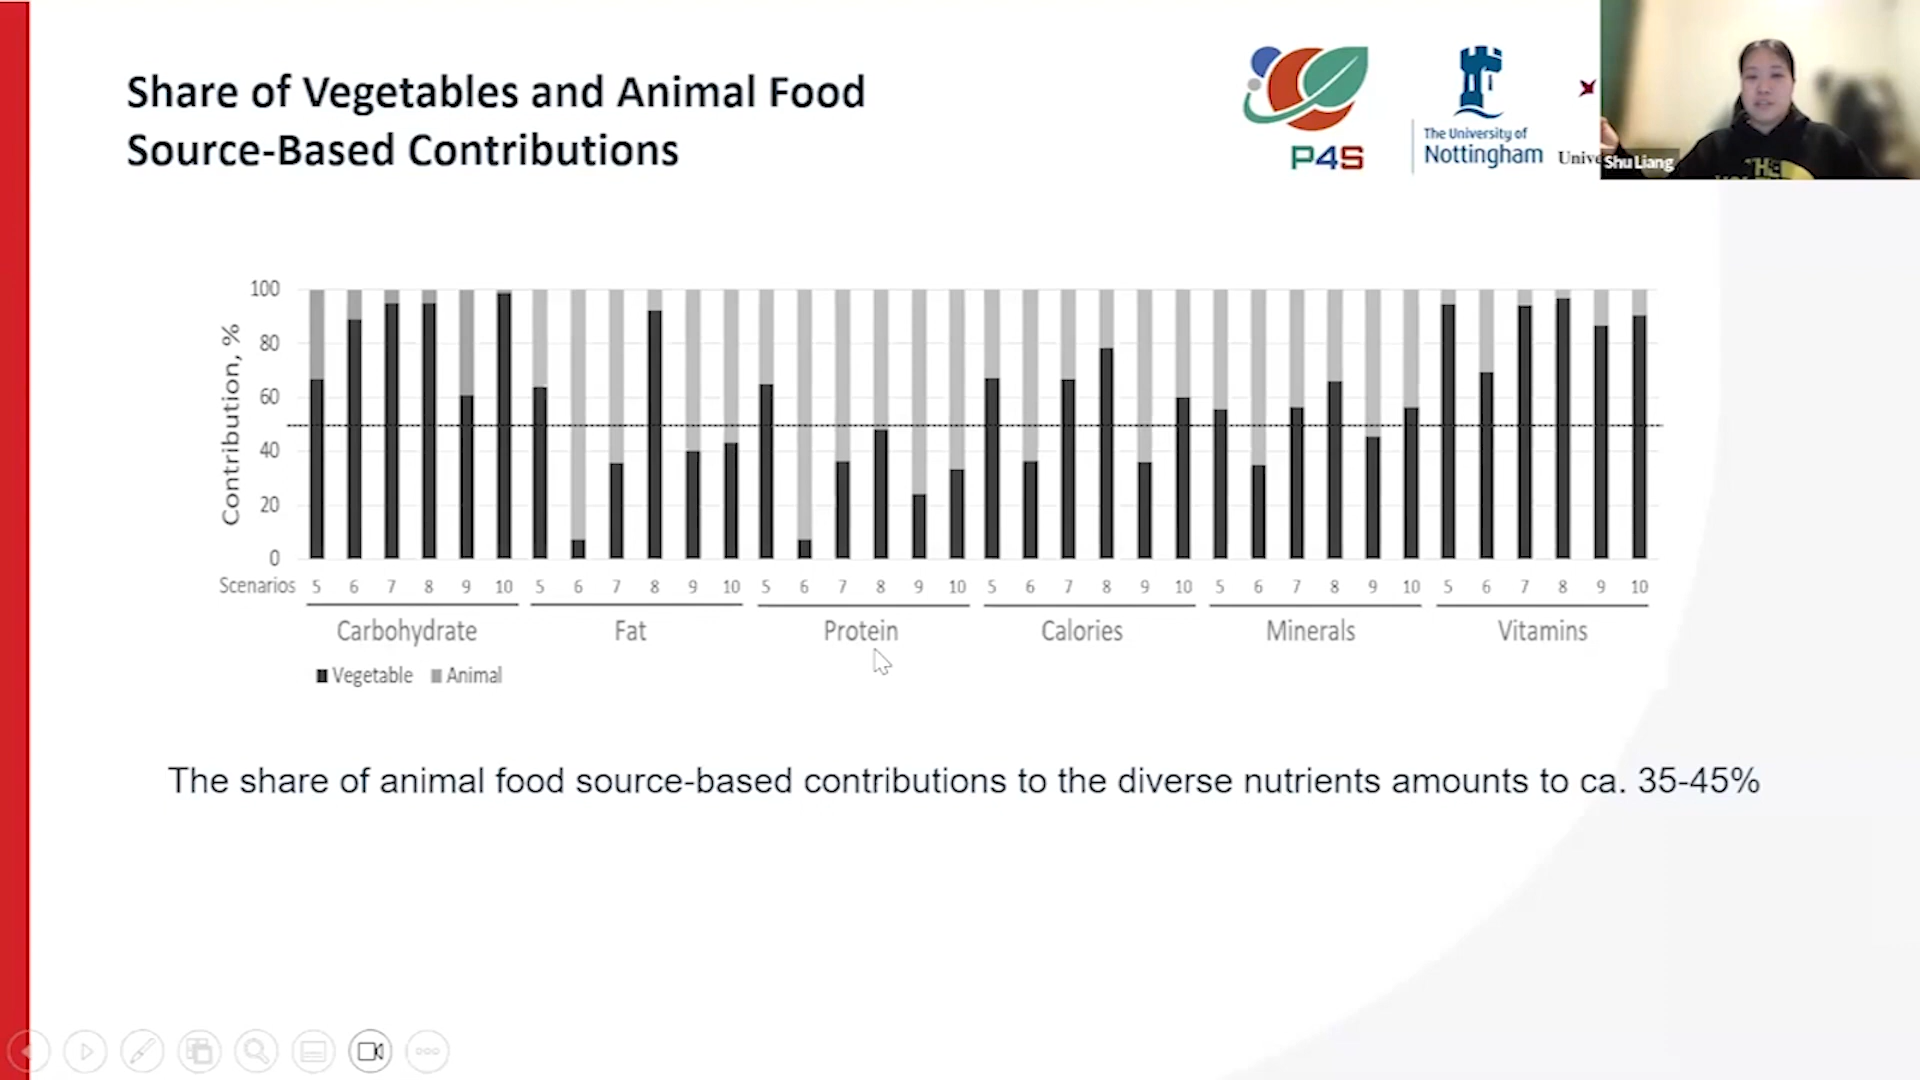 Share of Vegetables and Animal Food
Source-Based Contributions
P4S
The University of
Nottingham
Shu Liang
THE
Contribution, %
100
80
60
40
20
0
Scenarios 5 6 7 8 9 10 5 6 7 8 9 10 5 6 7 8 9 10 5 6 7 8 9 10 5 6 7 8 9 10 5 6 7 8 9 10
Carbohydrate Fat Protein Calories Minerals Vitamins
Vegetable Animal
The share of animal food source-based contributions to the diverse nutrients amounts to ca. 35-45%